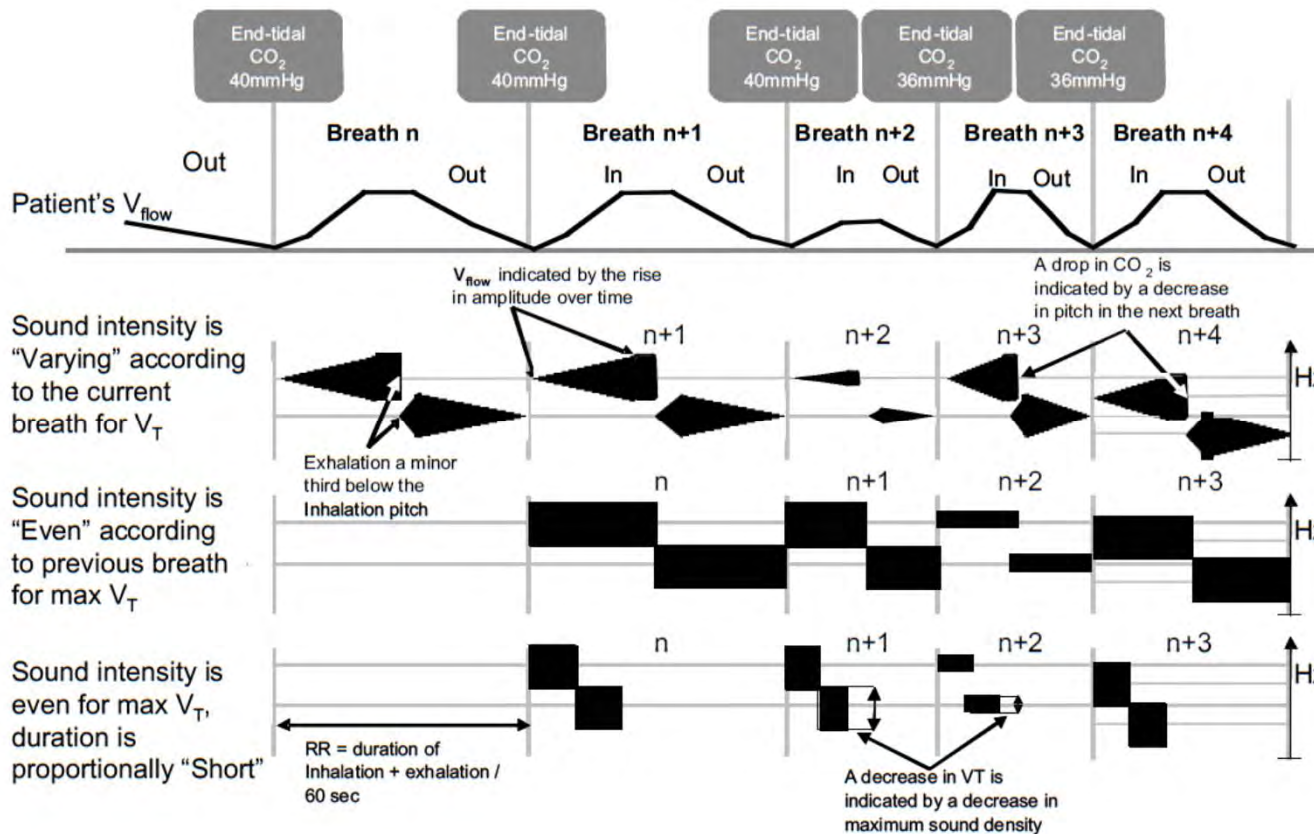 End-tidal
CO2
40mmHg
End-tidal
CO2
40mmHg
End-tidal
CO2
40mmHg
End-tidal
CO2
36mmHg
End-tidal
CO2
36mmHg
Breath n
Breath n+1
Breath n+2
Breath n+3
Breath n+4
Out
Out
In
Out
In
Out
In
Out
In
Out
Patient's Vflow
Vflow indicated by the rise
in amplitude over time
A drop in CO2 is
indicated by a decrease
in pitch in the next breath
Sound intensity is
"Varying" according
to the current
breath for VT
n+1
n+2
n+3
n+4
Exhalation a minor
third below the
Inhalation pitch
Sound intensity is
"Even" according
to previous breath
for max VT
n
n+1
n+2
n+3
Sound intensity is
even for max VT,
duration is
proportionally "Short"
n
n+1
n+2
n+3
RR = duration of
Inhalation + exhalation /
60 sec
A decrease in VT is
indicated by a decrease in
maximum sound density